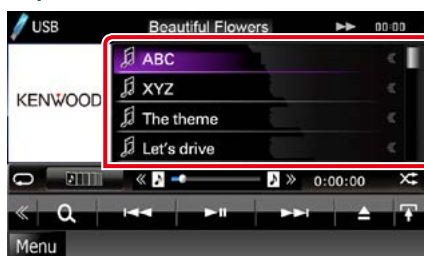 USB Beautiful Flowers 00:00
ABC
XYZ
KENWOOD
The theme
Let's drive
0:00:00
Menu